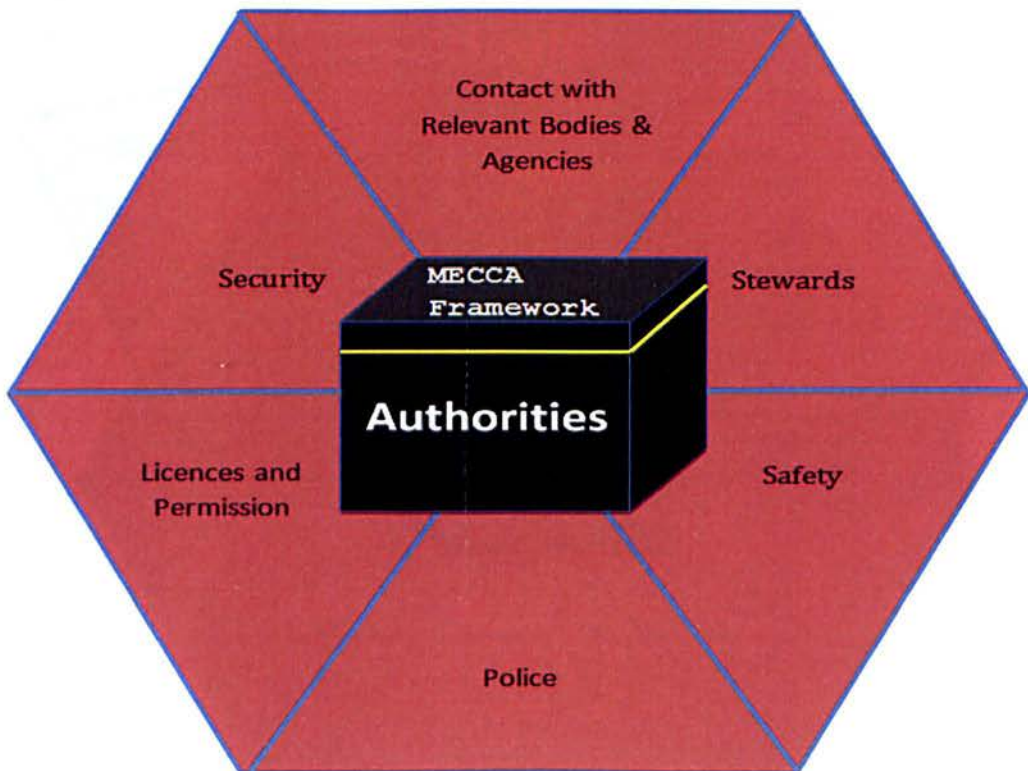 Contact with
Relevant Bodies &
Agencies
Security
MECCA
Framework
Stewards
Authorities
Licences and
Permission
Safety
Police